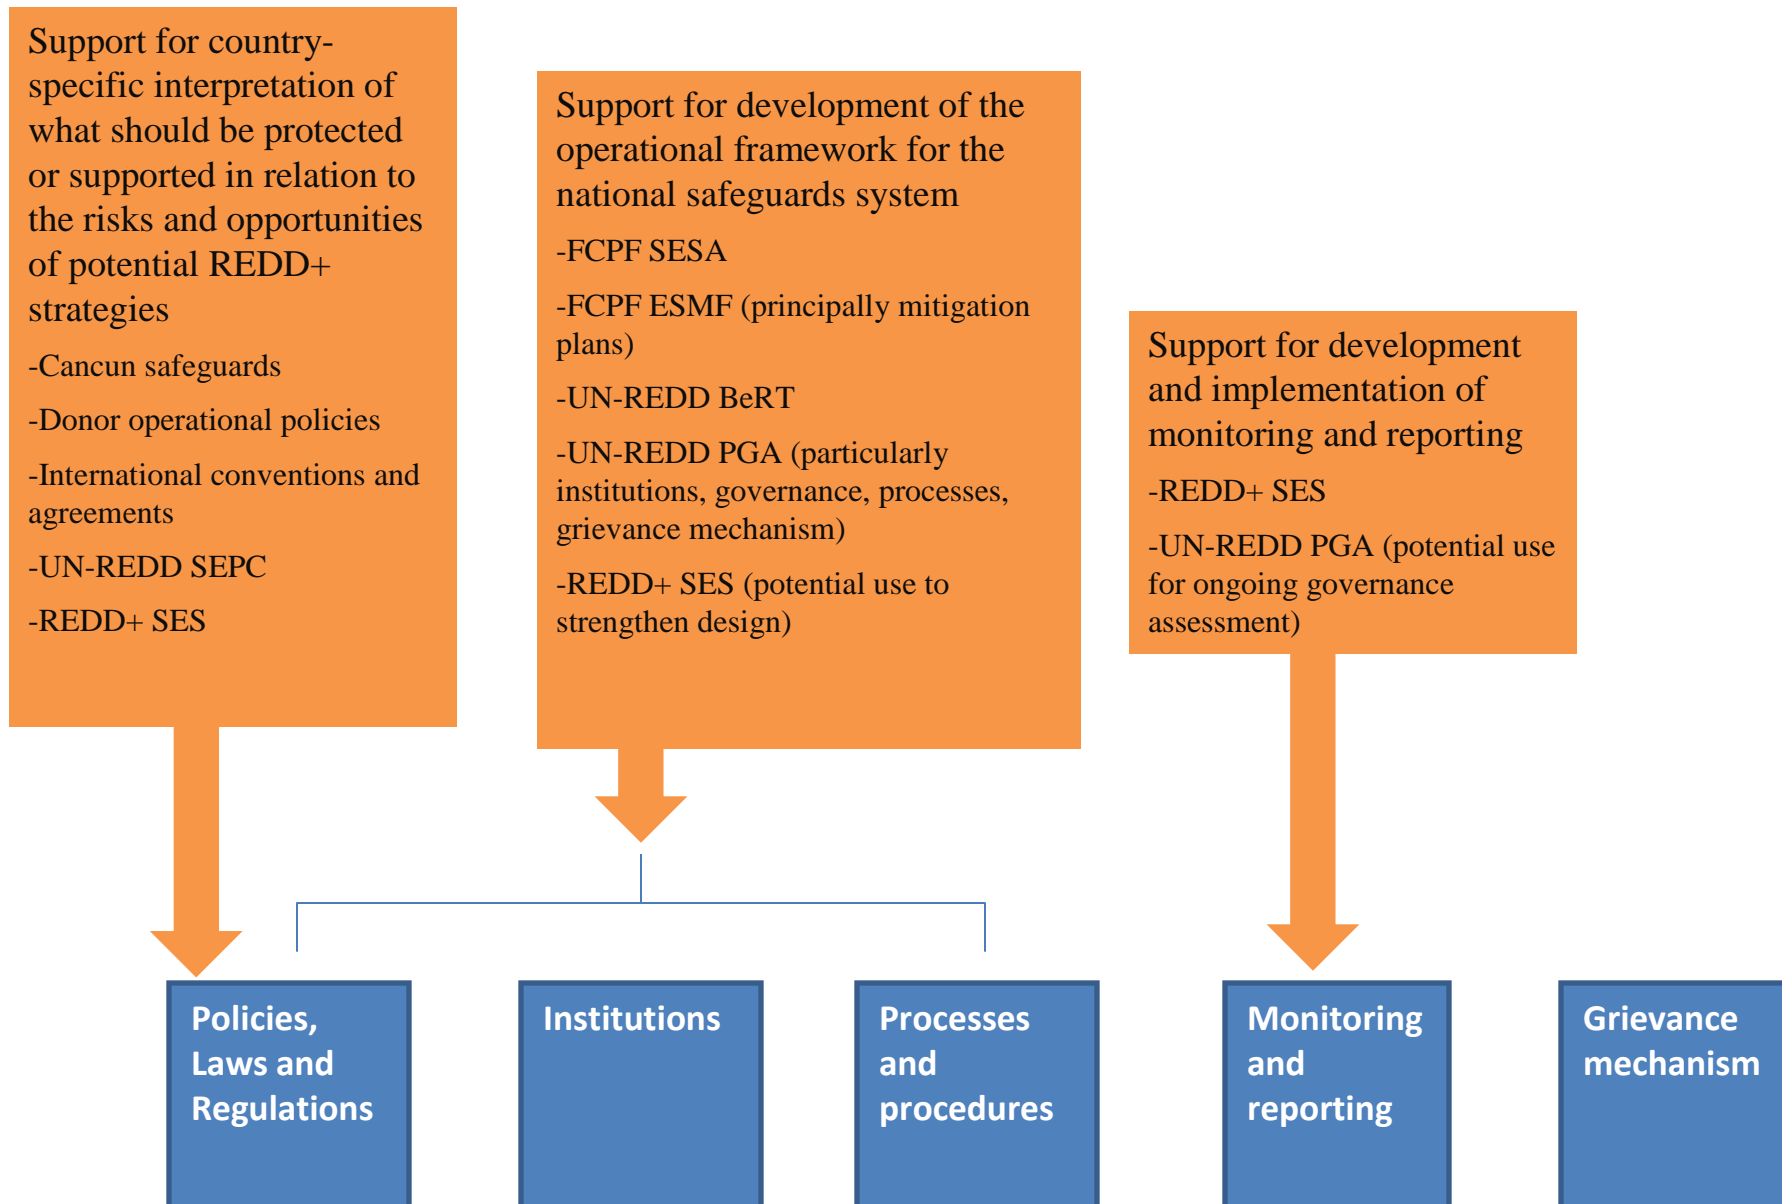 Support for country-
specific interpretation of
what should be protected
or supported in relation to
the risks and opportunities
of potential REDD+
strategies
-Cancun safeguards
-Donor operational policies
-International conventions and
agreements
-UN-REDD SEPC
-REDD+ SES
Support for development of the
operational framework for the
national safeguards system
-FCPF SESA
-FCPF ESMF (principally mitigation
plans)
-UN-REDD BeRT
-UN-REDD PGA (particularly
institutions, governance, processes,
grievance mechanism)
-REDD+ SES (potential use to
strengthen design)
Support for development
and implementation of
monitoring and reporting
-REDD+ SES
-UN-REDD PGA (potential use
for ongoing governance
assessment)
Policies,
Laws and
Regulations
Institutions
Processes
and
procedures
Monitoring
and
reporting
Grievance
mechanism